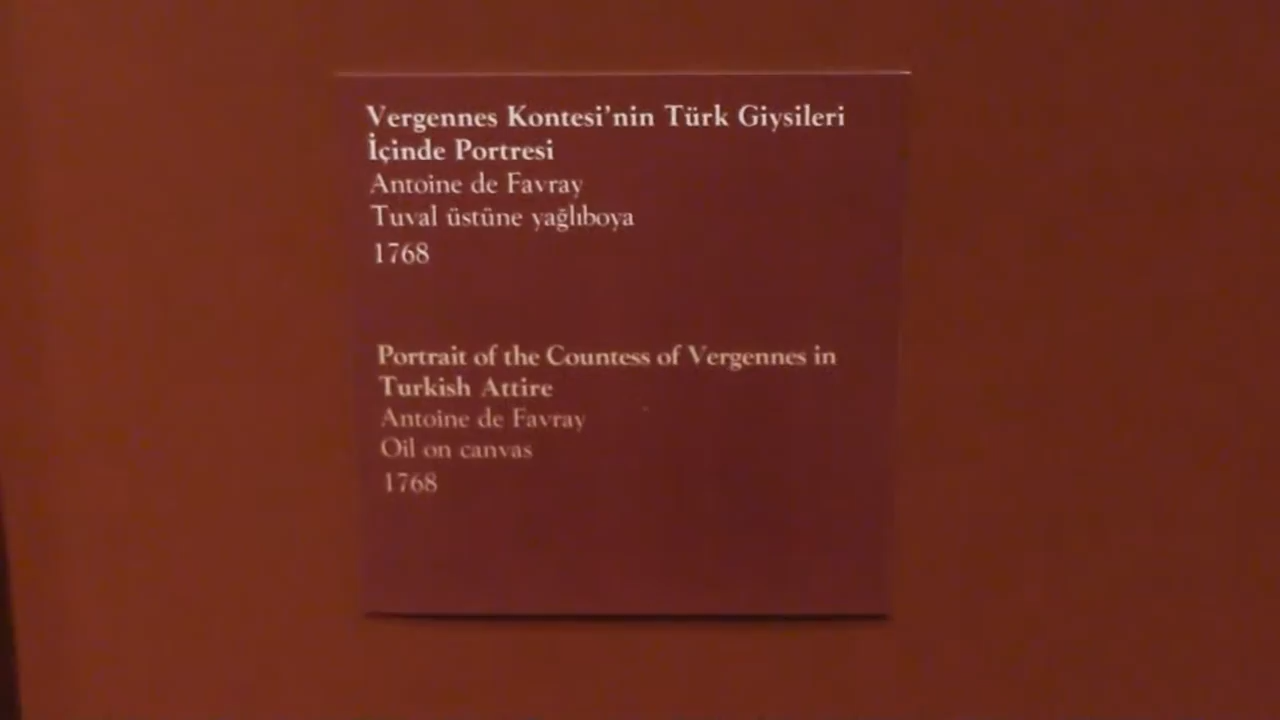 Vergennes Kontesi'nin Türk Giysileri
İçinde Portresi
Antoine de Favray
Tuval üstüne yağlıboya
1768
Portrait of the Countess of Vergennes in
Turkish Attire
Antoine de Favray
Oil on canvas
1768